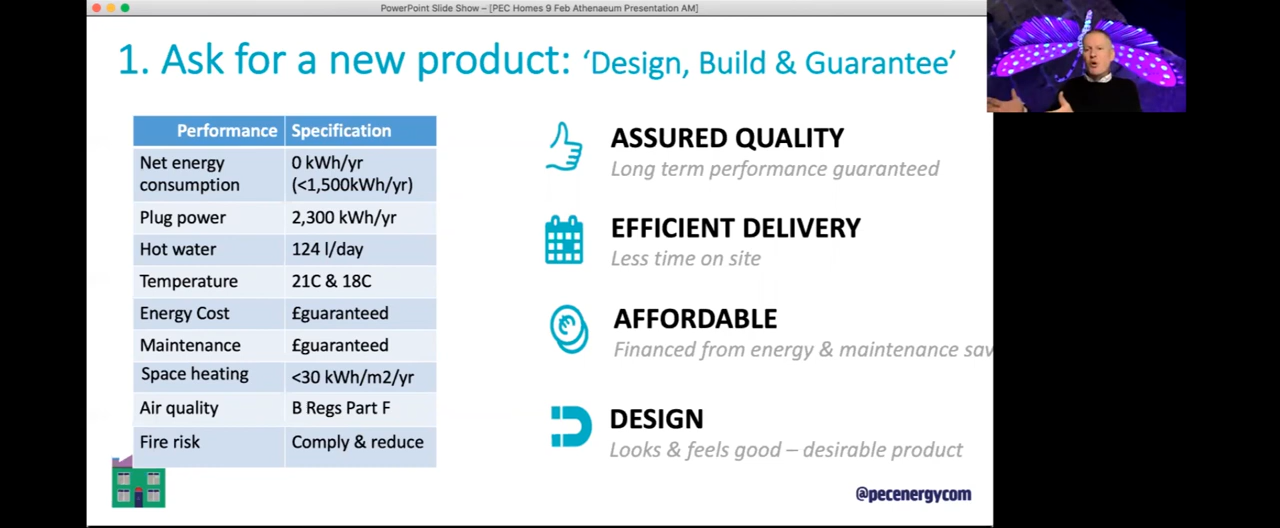 PowerPoint Slide Show – [PEC Homes 9 Feb Athenaeum Presentation AM]
1. Ask for a new product: ‘Design, Build & Guarantee’
Performance Specification
Net energy consumption 0 kWh/yr (<1,500kWh/yr)
Plug power 2,300 kWh/yr
Hot water 124 l/day
Temperature 21C & 18C
Energy Cost £guaranteed
Maintenance £guaranteed
Space heating <30 kWh/m2/yr
Air quality B Regs Part F
Fire risk Comply & reduce
ASSURED QUALITY
Long term performance guaranteed
EFFICIENT DELIVERY
Less time on site
AFFORDABLE
Financed from energy & maintenance sav
DESIGN
Looks & feels good – desirable product
@pecenergycom